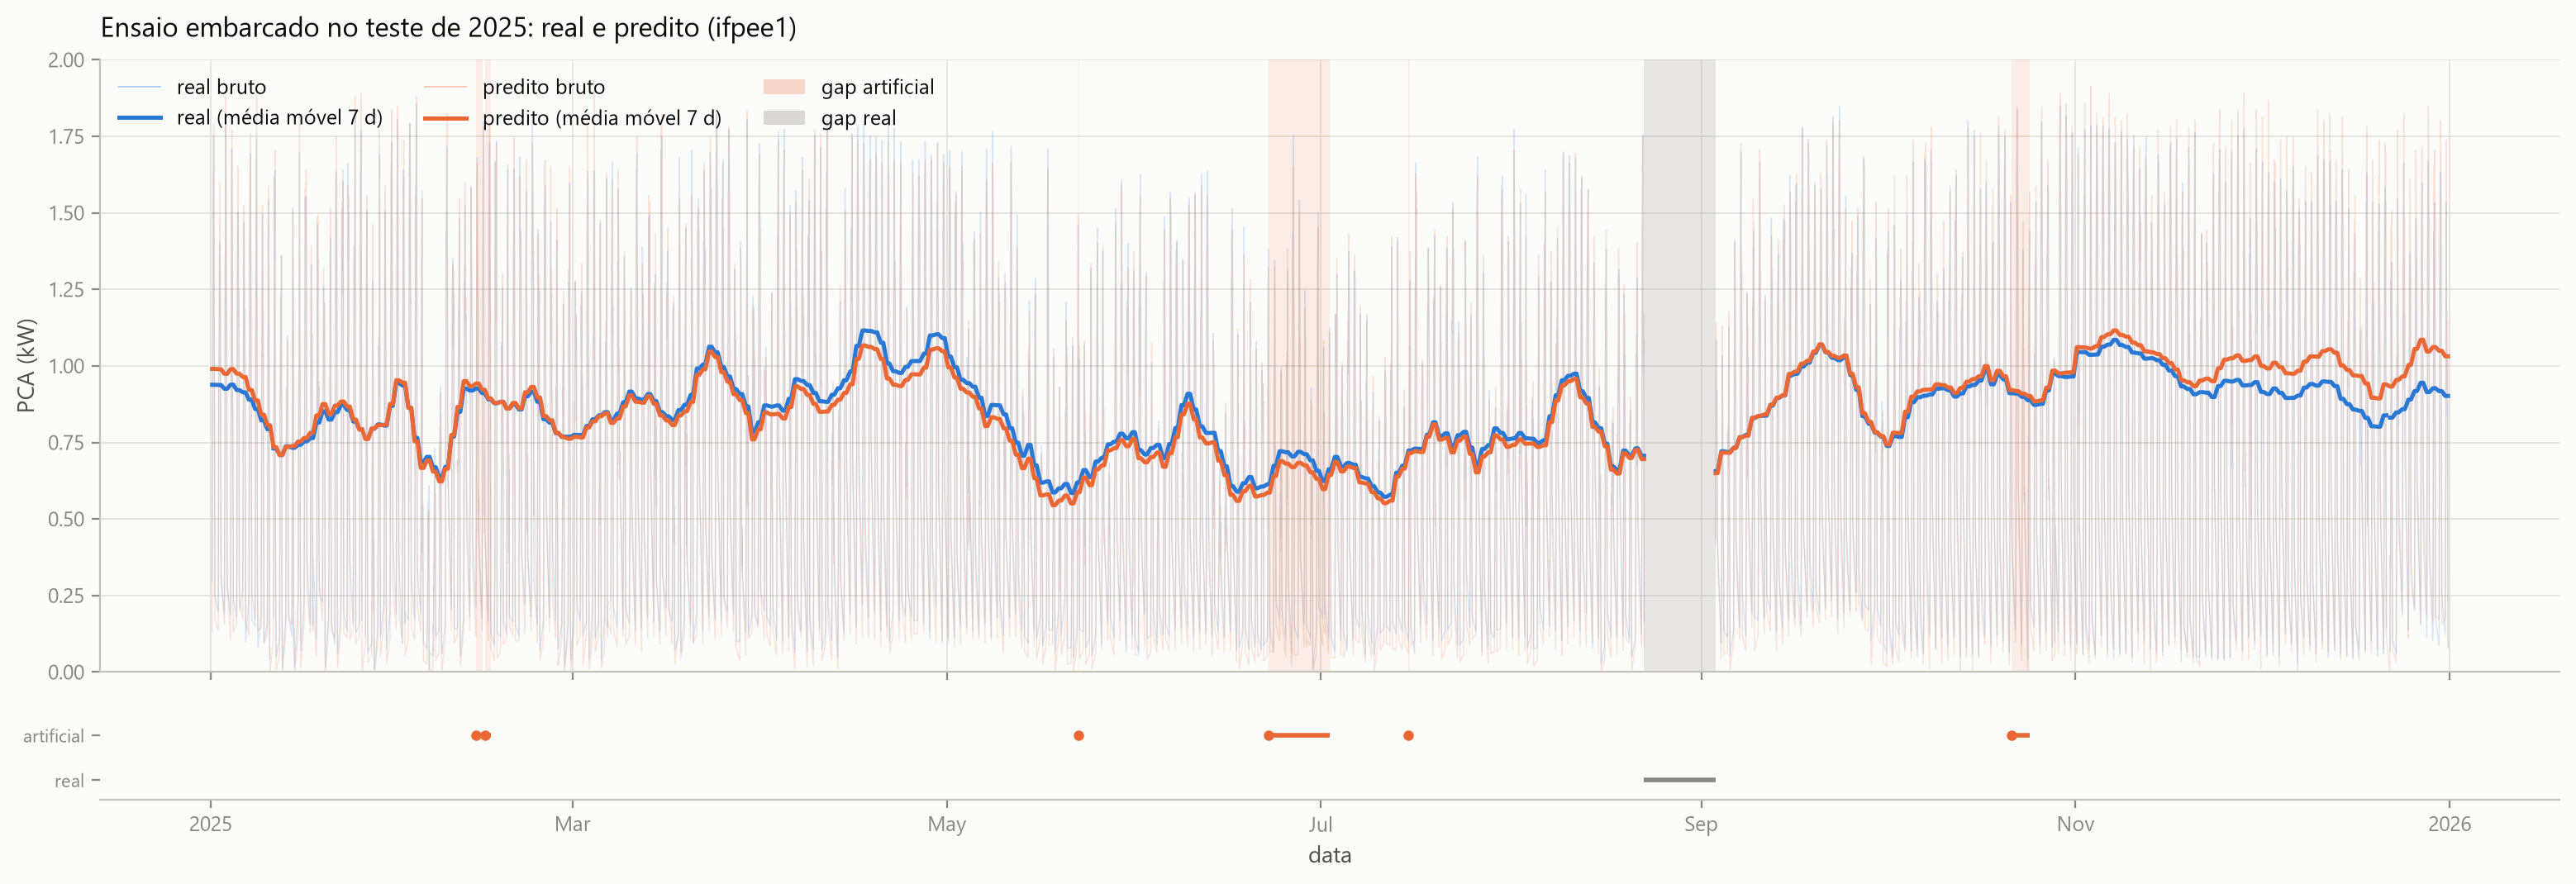 Ensaio embarcado no teste de 2025: real e predito (ifpee1)
real bruto
real (média móvel 7 d)
predito bruto
predito (média móvel 7 d)
gap artificial
gap real
PCA (kW)
2.00
1.75
1.50
1.25
1.00
0.75
0.50
0.25
0.00
artificial
real
2025
Mar
May
Jul
Sep
Nov
2026
data